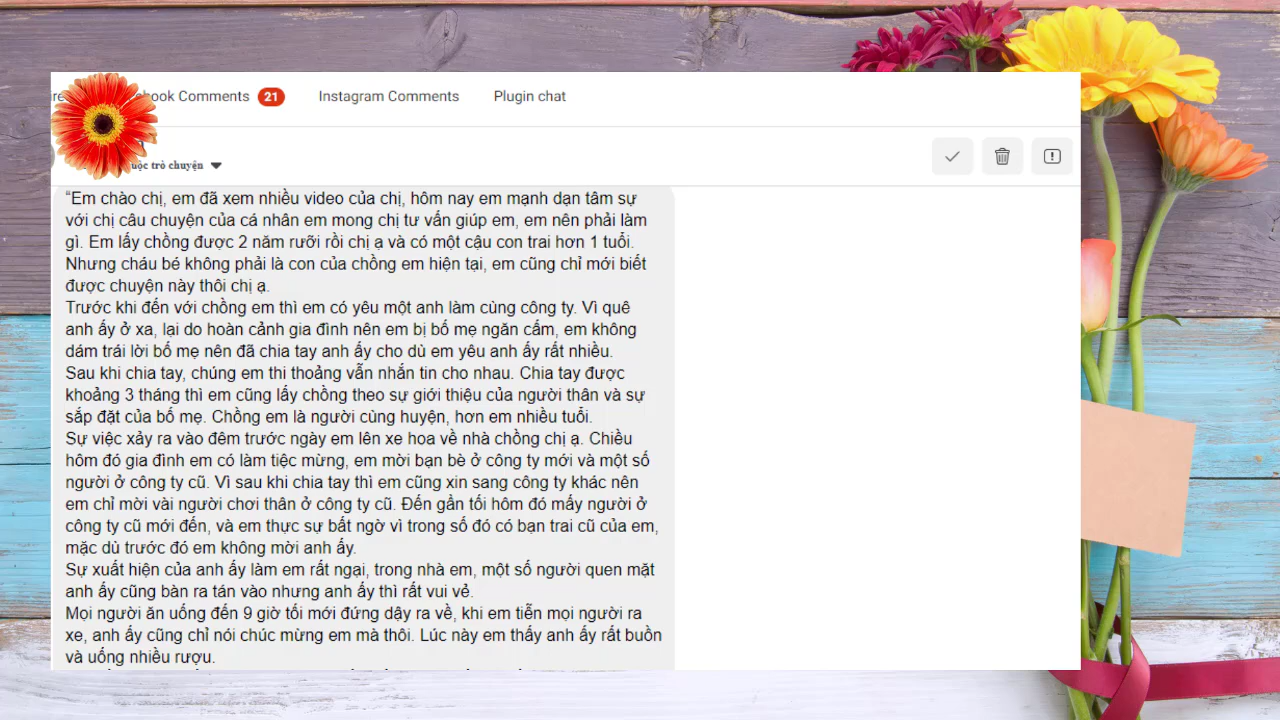 book Comments 21 Instagram Comments Plugin chat
trò chuyện
“Em chào chị, em đã xem nhiều video của chị, hôm nay em mạnh dạn tâm sự
với chị câu chuyện của cá nhân em mong chị tư vấn giúp em, em nên phải làm
gì. Em lấy chồng được 2 năm rưỡi rồi chị ạ và có một cậu con trai hơn 1 tuổi.
Nhưng cháu bé không phải là con của chồng em hiện tại, em cũng chỉ mới biết
được chuyện này thôi chị ạ.
Trước khi đến với chồng em thì em có yêu một anh làm cùng công ty. Vì quê
anh ấy ở xa, lại do hoàn cảnh gia đình nên em bị bố mẹ ngăn cấm, em không
dám trái lời bố mẹ nên đã chia tay anh ấy cho dù em yêu anh ấy rất nhiều.
Sau khi chia tay, chúng em thi thoảng vẫn nhắn tin cho nhau. Chia tay được
khoảng 3 tháng thì em cũng lấy chồng theo sự giới thiệu của người thân và sự
sắp đặt của bố mẹ. Chồng em là người cùng huyện, hơn em nhiều tuổi.
Sự việc xảy ra vào đêm trước ngày em lên xe hoa về nhà chồng chị ạ. Chiều
hôm đó gia đình em có làm tiệc mừng, em mời bạn bè ở công ty mới và một số
người ở công ty cũ. Vì sau khi chia tay thì em cũng xin sang công ty khác nên
em chỉ mời vài người chơi thân ở công ty cũ. Đến gần tối hôm đó mấy người ở
công ty cũ mới đến, và em thực sự bất ngờ vì trong số đó có bạn trai cũ của em,
mặc dù trước đó em không mời anh ấy.
Sự xuất hiện của anh ấy làm em rất ngại, trong nhà em, một số người quen mặt
anh ấy cũng bàn ra tán vào nhưng anh ấy thì rất vui vẻ.
Mọi người ăn uống đến 9 giờ tối mới đứng dậy ra về, khi em tiễn mọi người ra
xe, anh ấy cũng chỉ nói chúc mừng em mà thôi. Lúc này em thấy anh ấy rất buồn
và uống nhiều rượu.